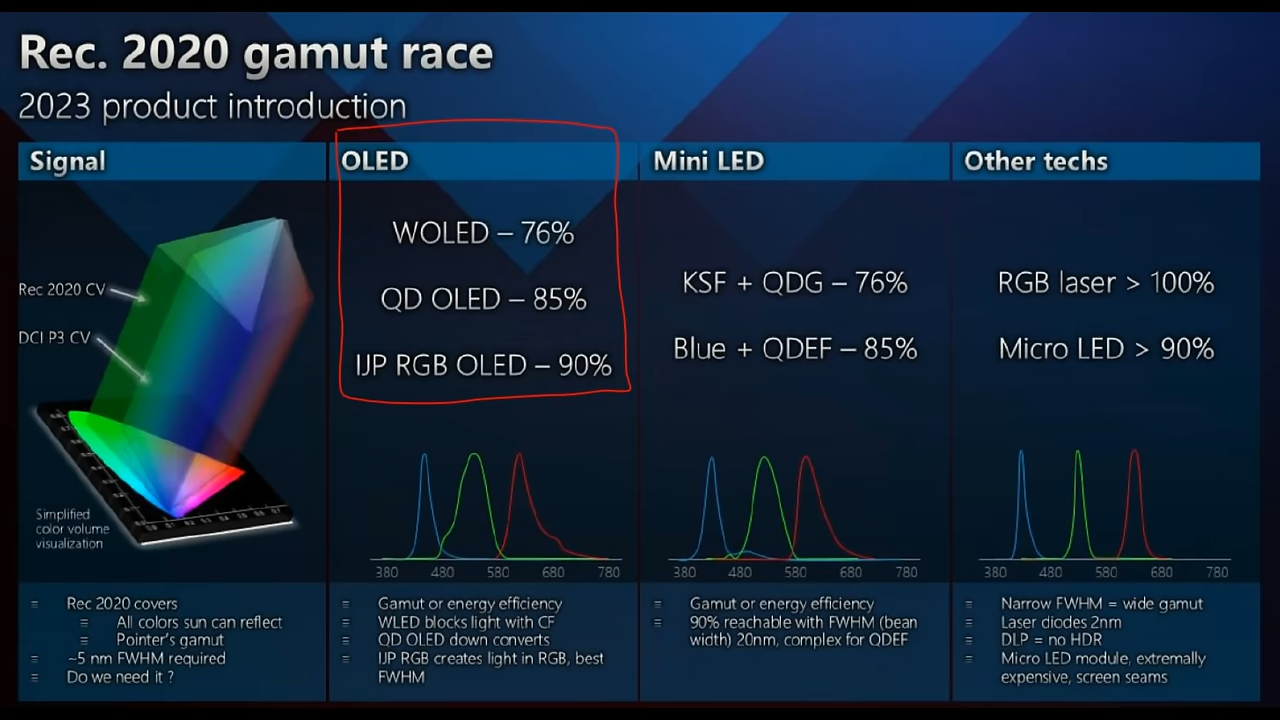 Rec. 2020 gamut race
2023 product introduction
Signal
Rec 2020 CV
DCI P3 CV
Simplified
color volume
visualization
Rec 2020 covers
All colors sun can reflect
Pointer's gamut
~5 nm FWHM required
Do we need it ?
OLED
WOLED – 76%
QD OLED – 85%
IJP RGB OLED – 90%
380 480 580 680 780
Gamut or energy efficiency
WLED blocks light with CF
QD OLED down converts
IJP RGB creates light in RGB, best
FWHM
Mini LED
KSF + QDG – 76%
Blue + QDEF – 85%
380 480 580 680 780
Gamut or energy efficiency
90% reachable with FWHM (bean
width) 20nm, complex for QDEF
Other techs
RGB laser > 100%
Micro LED > 90%
380 480 580 680 780
Narrow FWHM = wide gamut
Laser diodes 2nm
DLP = no HDR
Micro LED module, extremally
expensive, screen seams